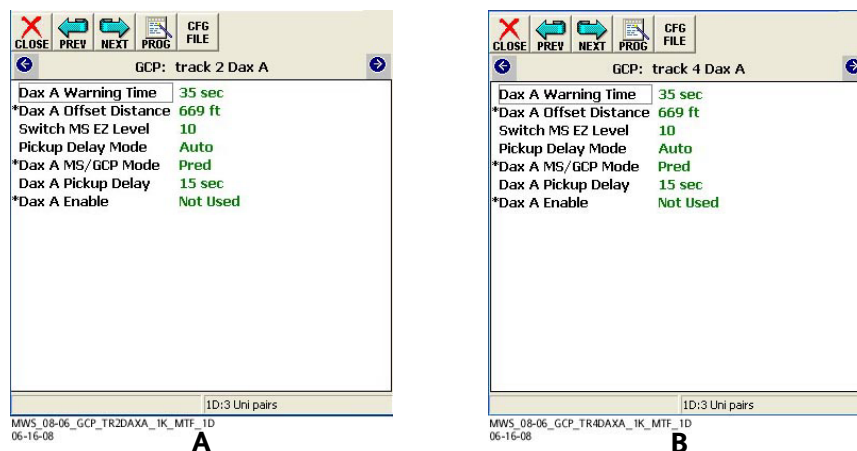 CLOSE PREV NEXT PROG CFG FILE
GCP: track 2 Dax A
Dax A Warning Time 35 sec
*Dax A Offset Distance 669 ft
Switch MS EZ Level 10
Pickup Delay Mode Auto
*Dax A MS/GCP Mode Pred
Dax A Pickup Delay 15 sec
*Dax A Enable Not Used
1D:3 Uni pairs
MWS_08-06_GCP_TR2DAXA_1K_MTF_1D
06-16-08
A
CLOSE PREV NEXT PROG CFG FILE
GCP: track 4 Dax A
Dax A Warning Time 35 sec
*Dax A Offset Distance 669 ft
Switch MS EZ Level 10
Pickup Delay Mode Auto
*Dax A MS/GCP Mode Pred
Dax A Pickup Delay 15 sec
*Dax A Enable Not Used
1D:3 Uni pairs
MWS_08-06_GCP_TR4DAXA_1K_MTF_1D
06-16-08
B